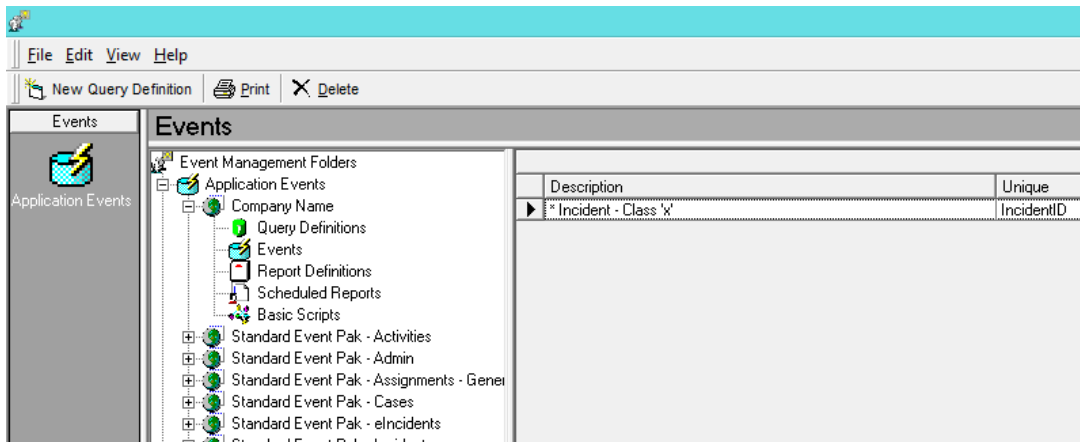 File Edit View Help
New Query Definition Print Delete
Events
Events
Application Events
Event Management Folders
Application Events
Company Name
Query Definitions
Events
Report Definitions
Scheduled Reports
Basic Scripts
Standard Event Pak - Activities
Standard Event Pak - Admin
Standard Event Pak - Assignments - Gener
Standard Event Pak - Cases
Standard Event Pak - eIncidents
Description Unique
* Incident - Class 'x' IncidentID